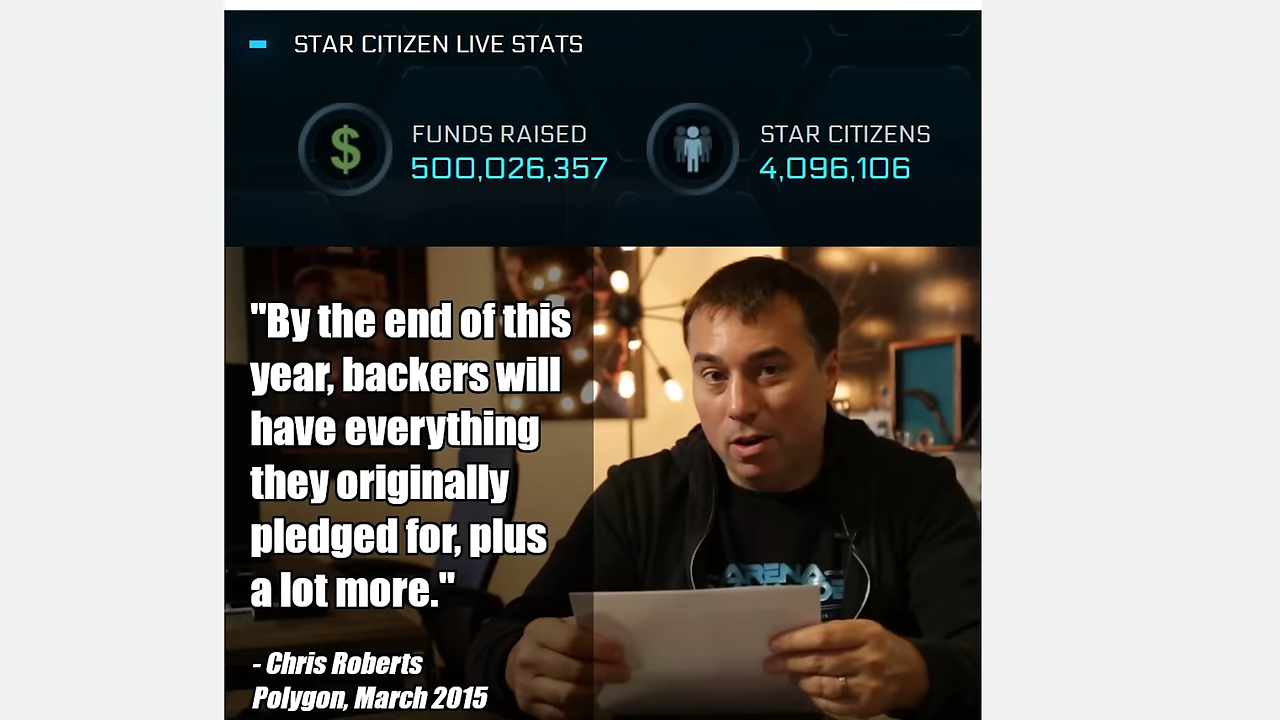 STAR CITIZEN LIVE STATS
FUNDS RAISED
500,026,357
STAR CITIZENS
4,096,106
"By the end of this
year, backers will
have everything
they originally
pledged for, plus
a lot more."
- Chris Roberts
Polygon, March 2015
ARENA